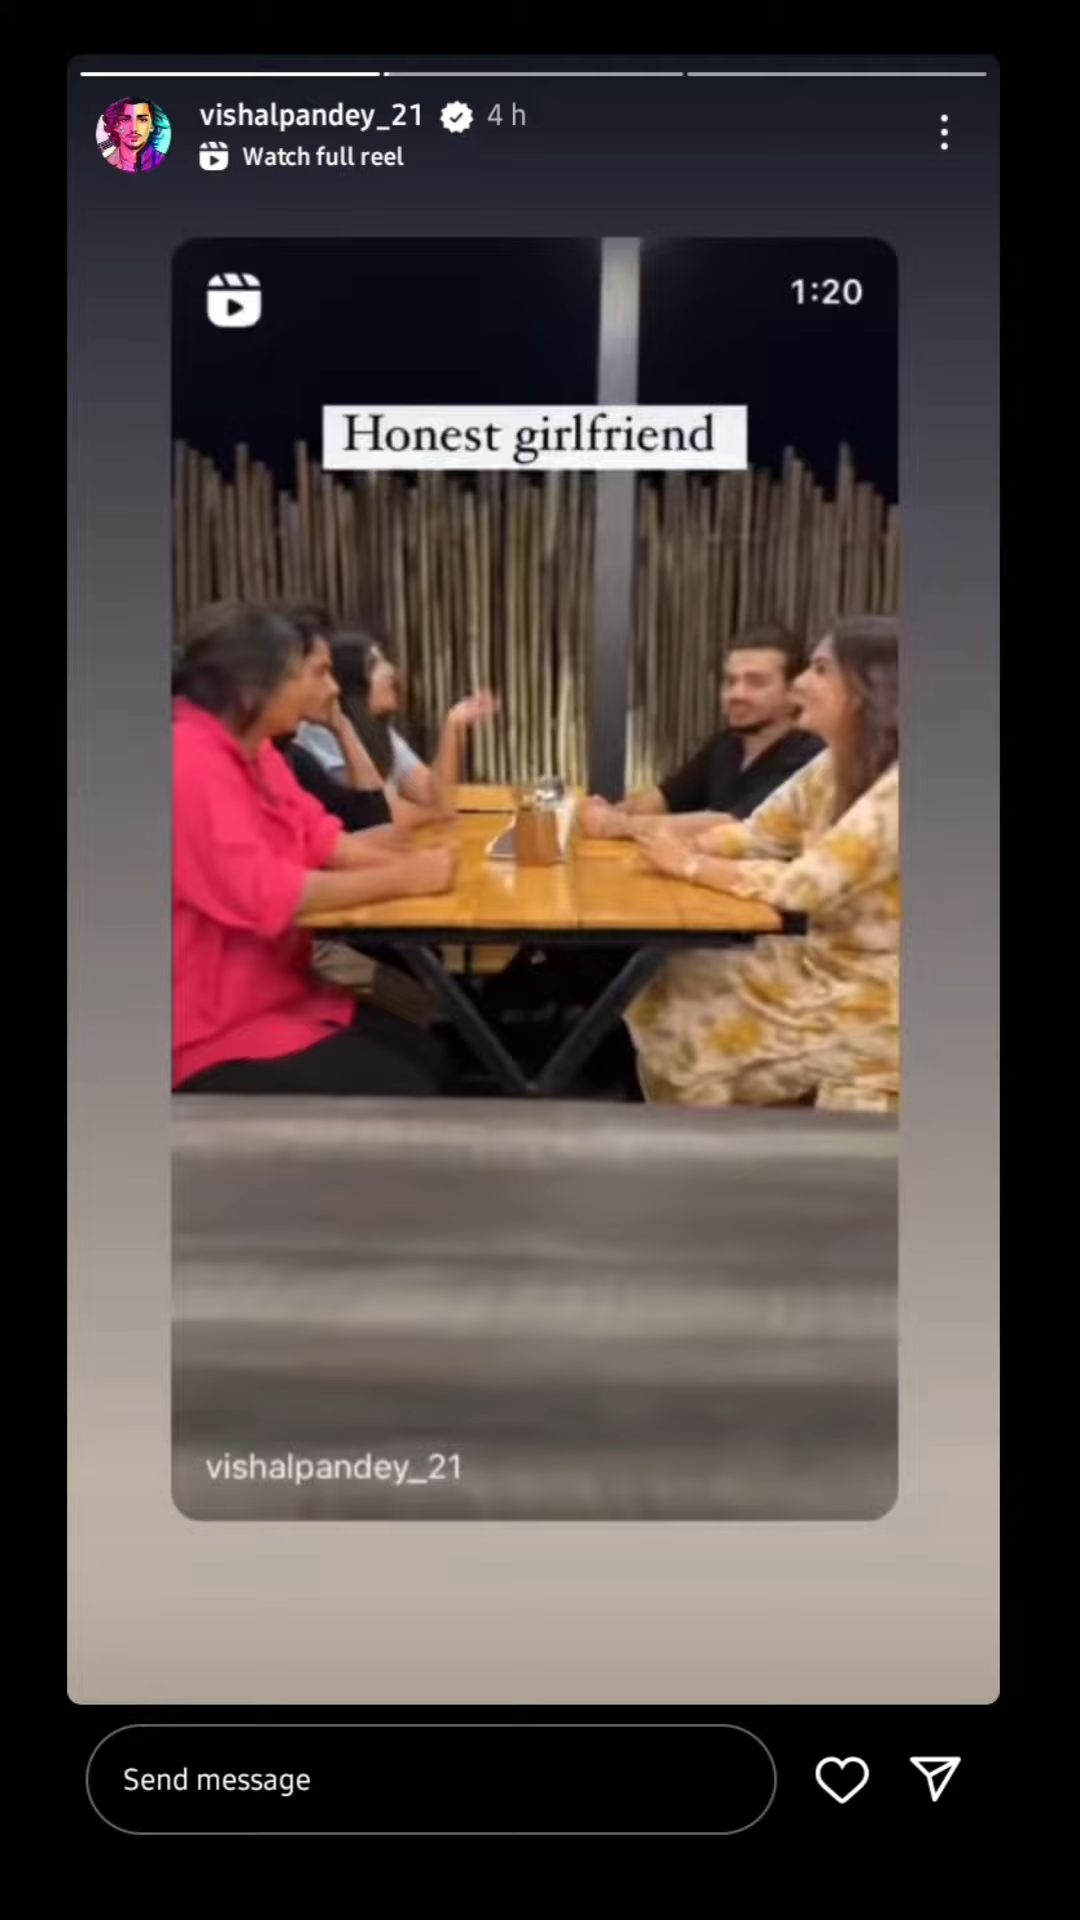 vishalpandey_21 4 h
Watch full reel
1:20
Honest girlfriend
vishalpandey_21
Send message